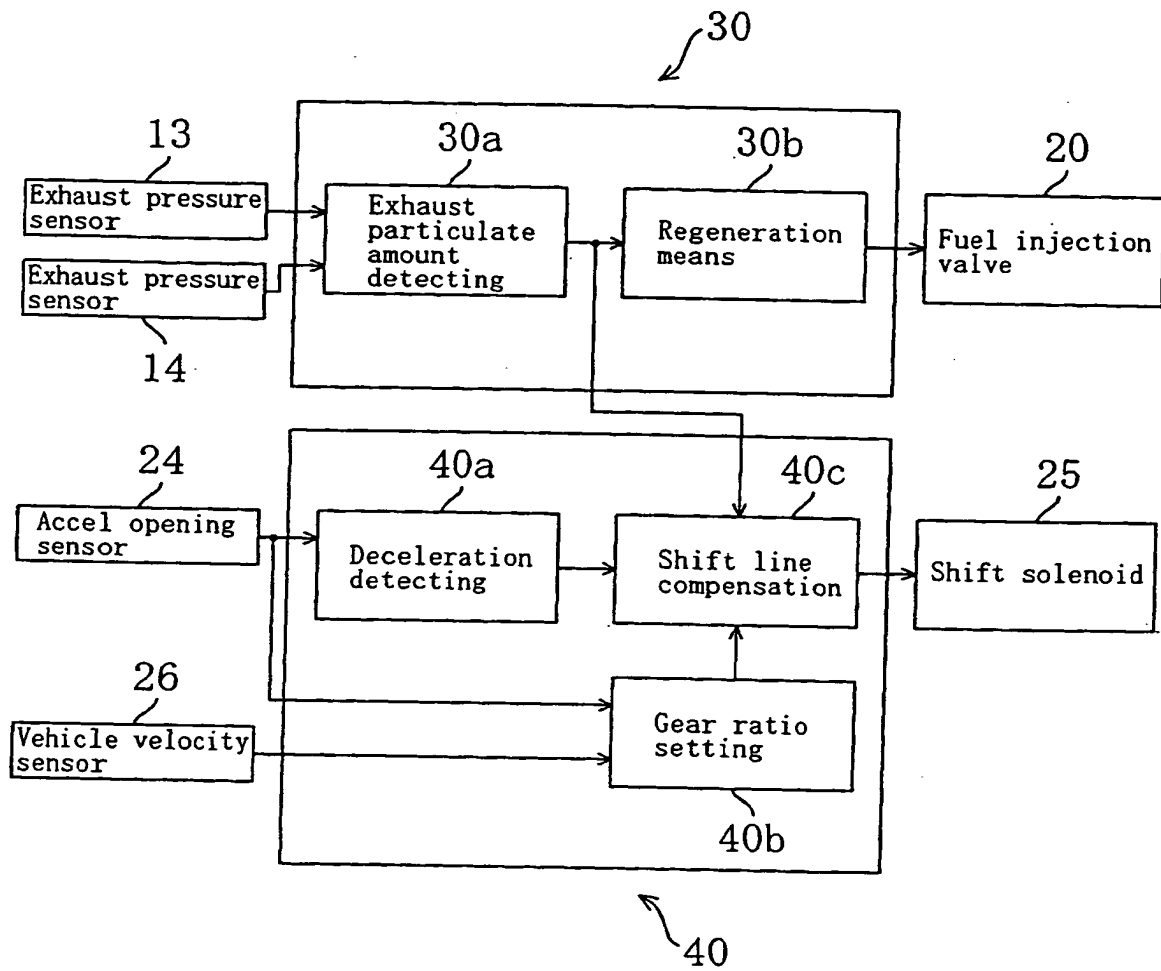 30
13
30a
30b
20
Exhaust pressure
sensor
Exhaust
particulate
amount
detecting
Regeneration
means
Fuel injection
valve
Exhaust pressure
sensor
14
24
40a
40c
25
Accel opening
sensor
Deceleration
detecting
Shift line
compensation
Shift solenoid
26
Vehicle velocity
sensor
Gear ratio
setting
40b
40